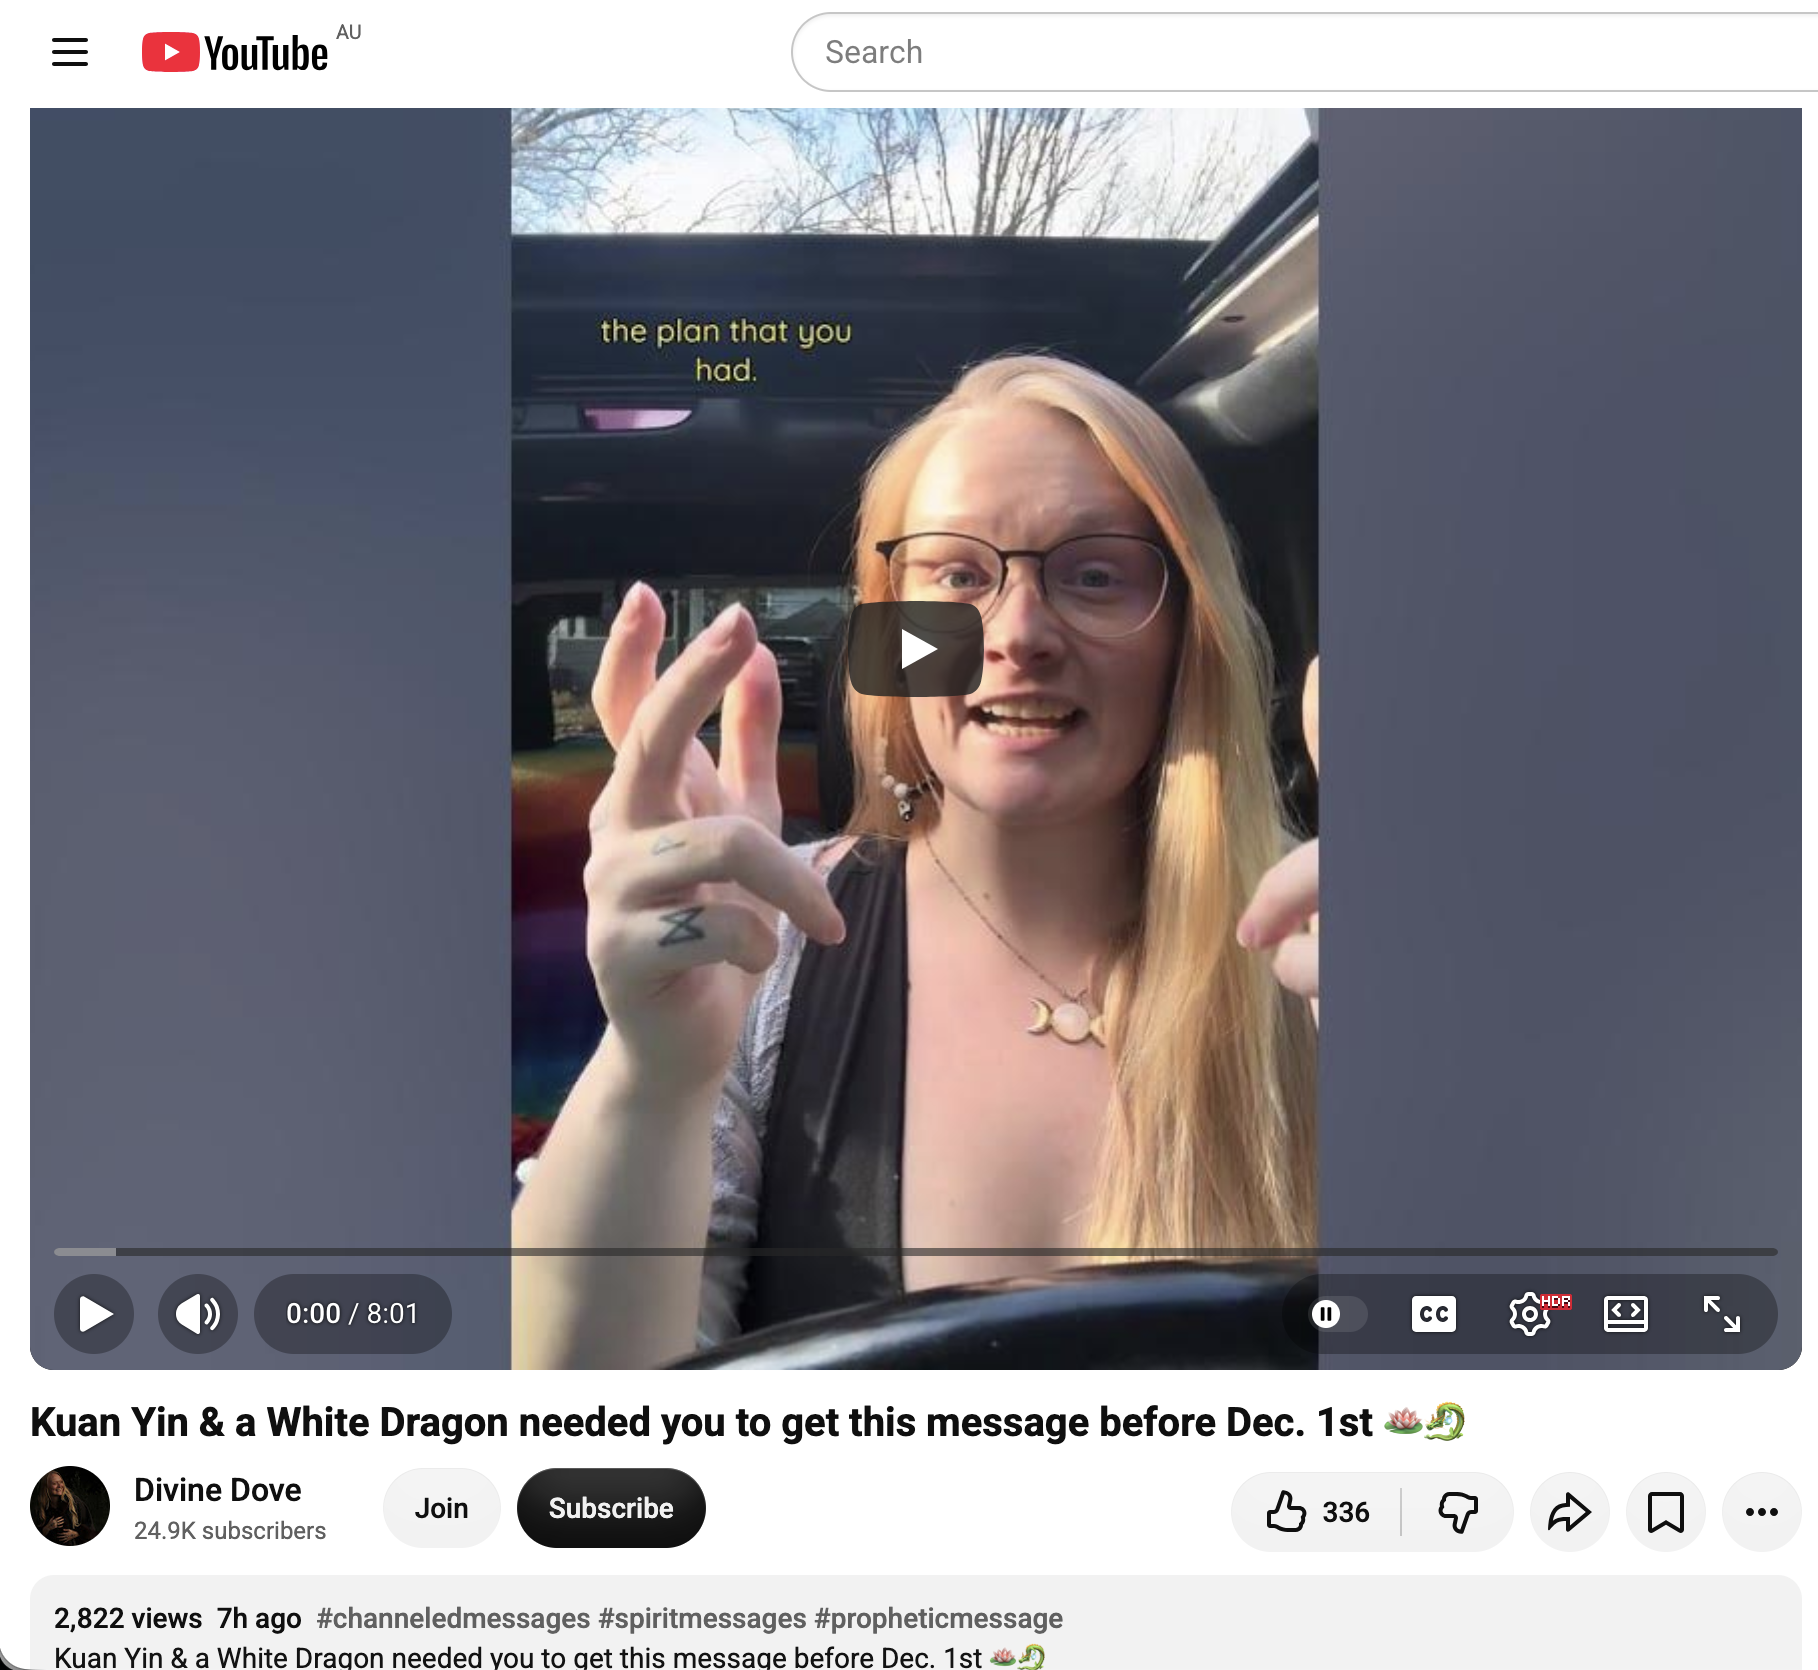 YouTube AU
Search
the plan that you
had.
0:00 / 8:01
CC
HDR
Kuan Yin & a White Dragon needed you to get this message before Dec. 1st 🪷🐉
Divine Dove
24.9K subscribers
Join
Subscribe
336
2,822 views 7h ago #channeledmessages #spiritmessages #propheticmessage
Kuan Yin & a White Dragon needed you to get this message before Dec. 1st 🪷🐉